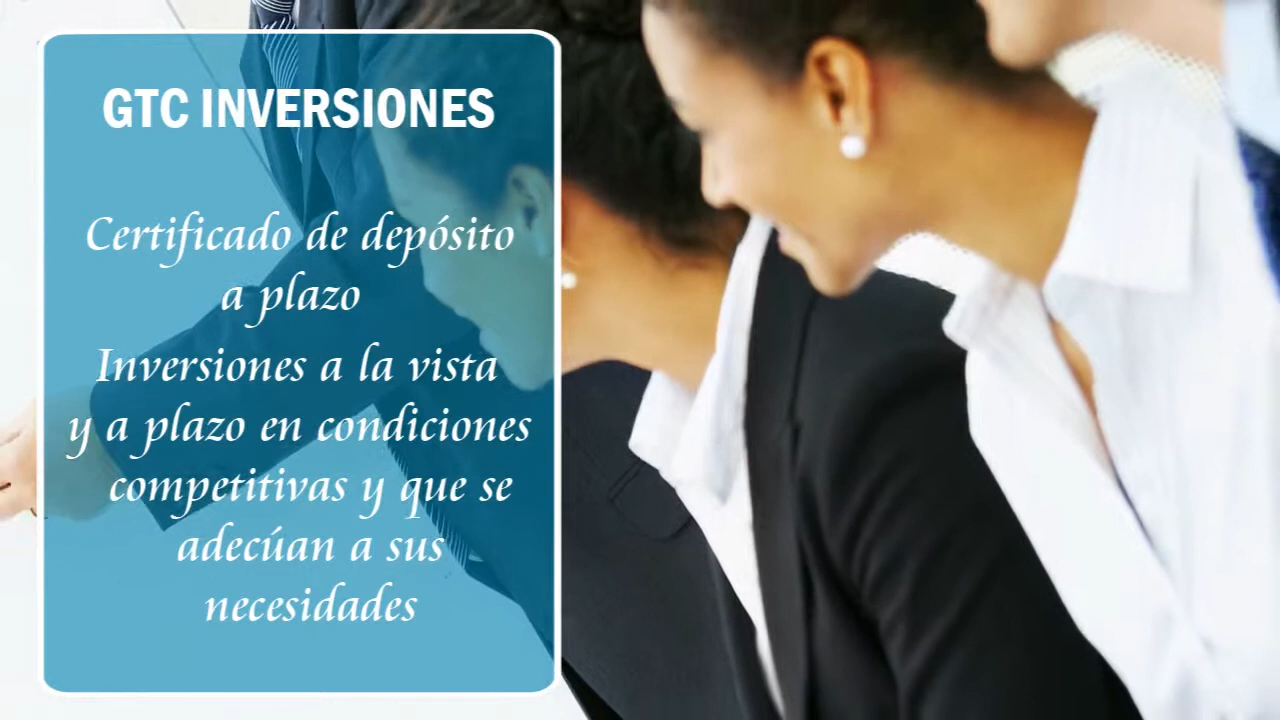 GTC INVERSIONES
Certificado de depósito
a plazo
Inversiones a la vista
y a plazo en condiciones
competitivas y que se
adecúan a sus
necesidades